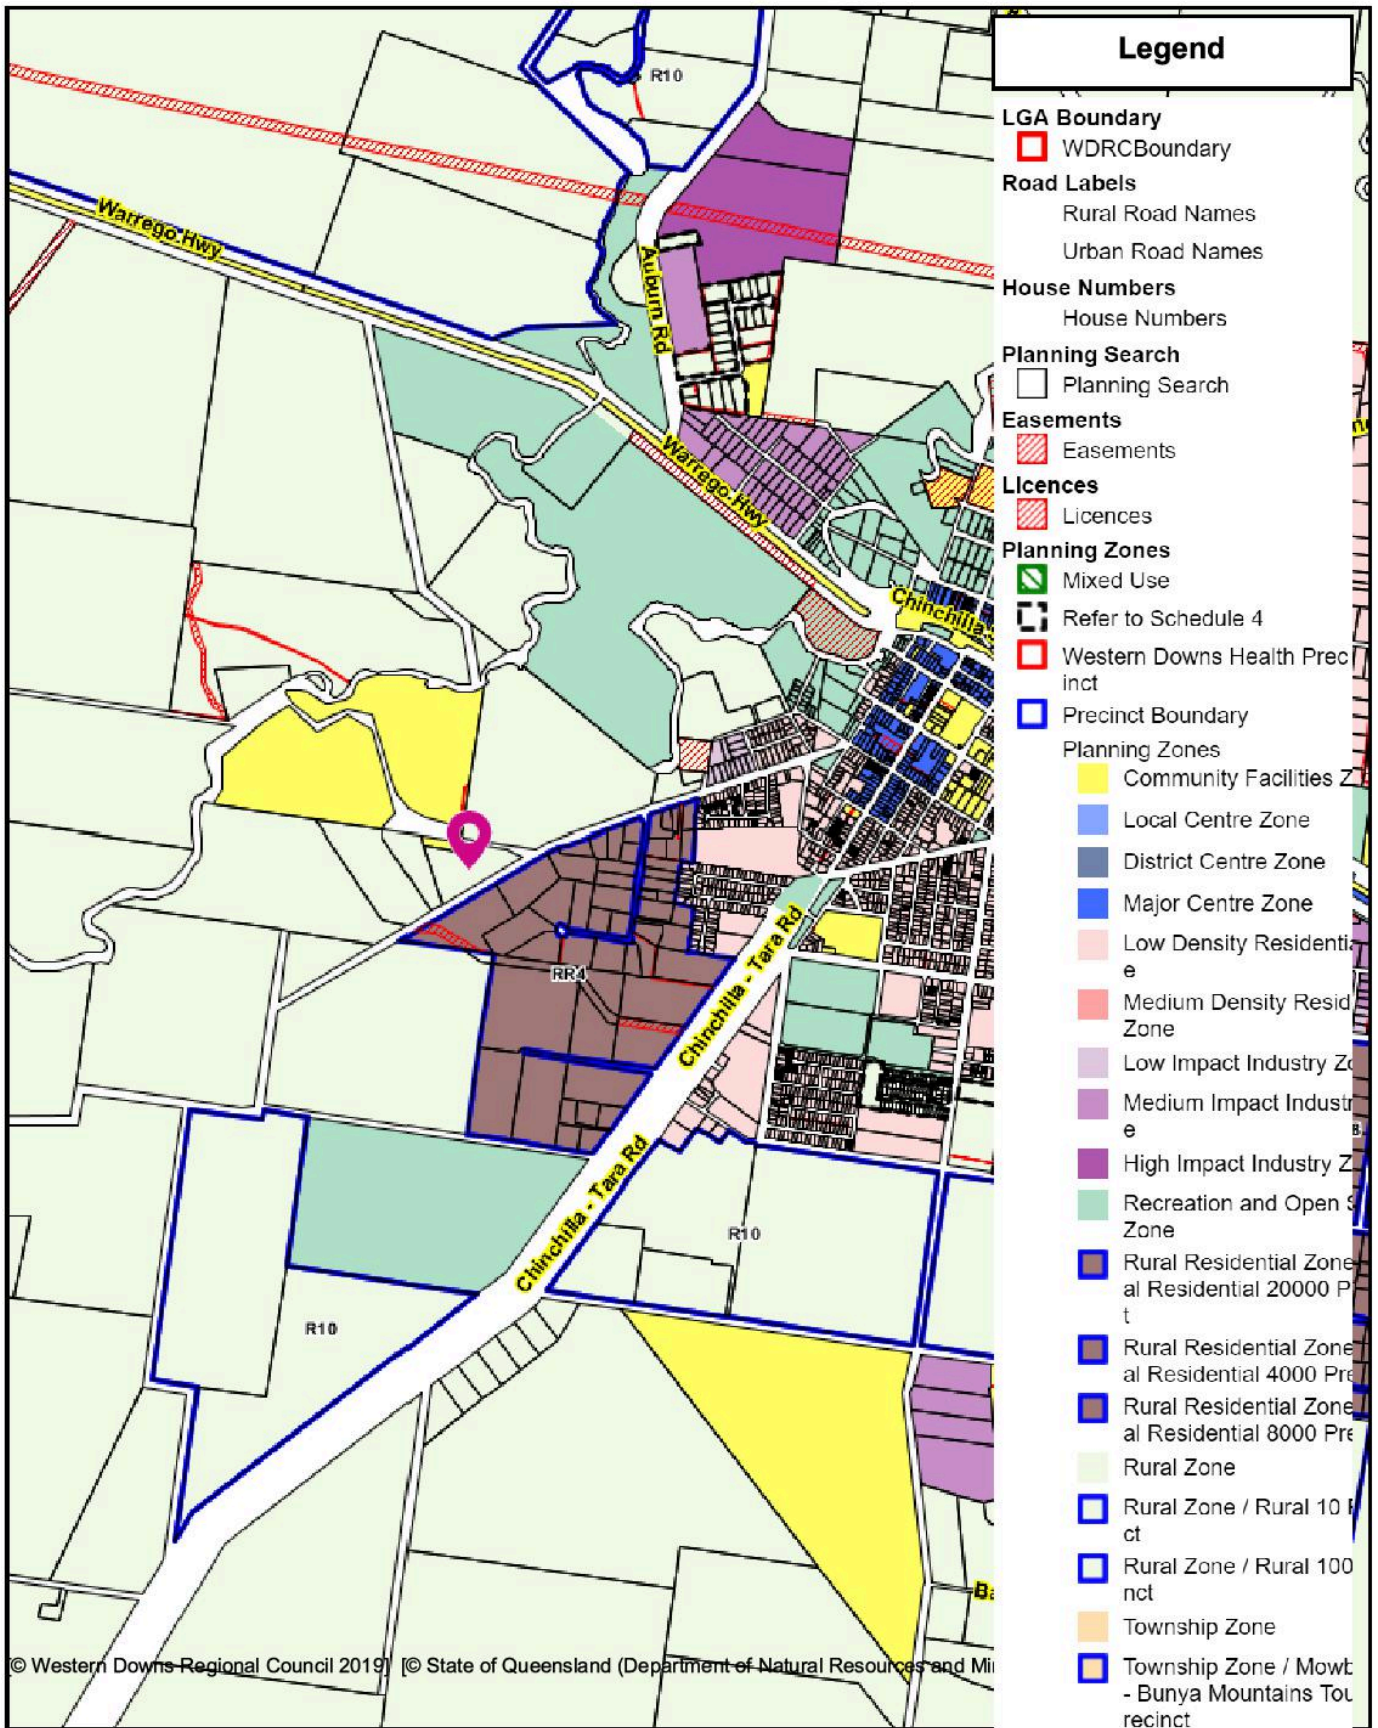 R10
Warrego Hwy
Auburn Rd
Warrego Hwy
Chinchilla
RR4
Chinchilla - Tara Rd
Chinchilla - Tara Rd
R10
R10
Ba
© Western Downs Regional Council 2019] [© State of Queensland (Department of Natural Resources and Mi
Legend
LGA Boundary
WDRCBoundary
Road Labels
Rural Road Names
Urban Road Names
House Numbers
House Numbers
Planning Search
Planning Search
Easements
Easements
Licences
Licences
Planning Zones
Mixed Use
Refer to Schedule 4
Western Downs Health Prec
inct
Precinct Boundary
Planning Zones
Community Facilities Z
Local Centre Zone
District Centre Zone
Major Centre Zone
Low Density Residentia
e
Medium Density Resid
Zone
Low Impact Industry Zo
Medium Impact Industr
e
High Impact Industry Z
Recreation and Open S
Zone
Rural Residential Zone
al Residential 20000 P
t
Rural Residential Zone
al Residential 4000 Pre
Rural Residential Zone
al Residential 8000 Pre
Rural Zone
Rural Zone / Rural 10 P
ct
Rural Zone / Rural 100
nct
Township Zone
Township Zone / Mowb
- Bunya Mountains Tou
recinct